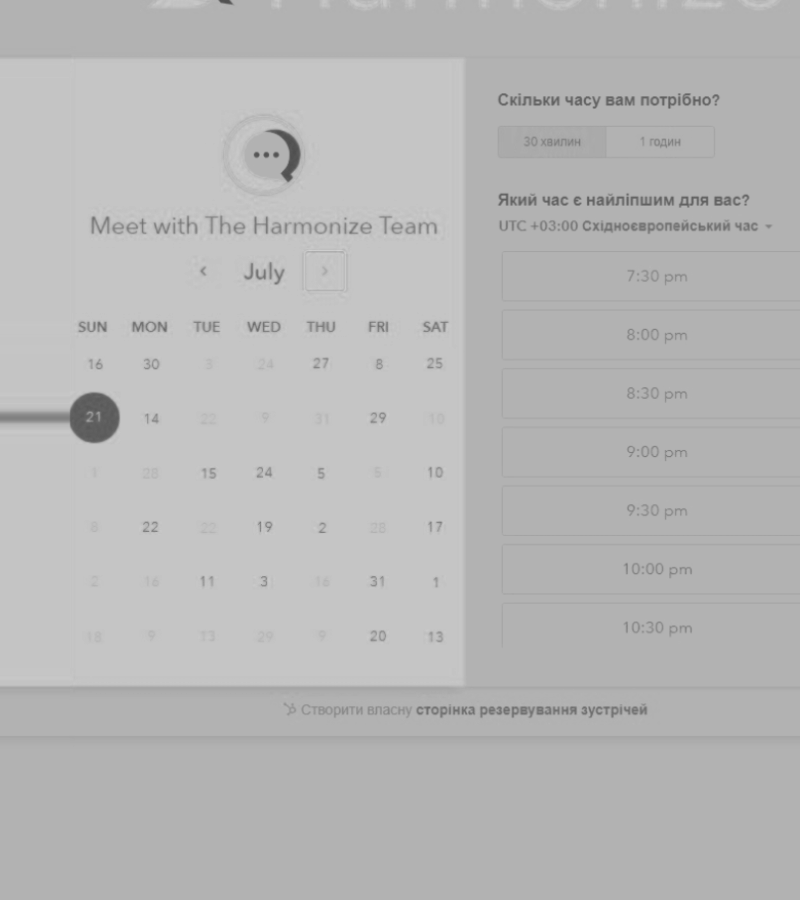 Harmonize
Meet with The Harmonize Team
July
SUN MON TUE WED THU FRI SAT
16 30 3 24 27 8 25
21 14 22 9 31 29 10
1 28 15 24 5 5 10
8 22 22 19 2 28 17
2 16 11 3 16 31 1
18 9 13 29 9 20 13
Скільки часу вам потрібно?
30 хвилин 1 годин
Який час є найліпшим для вас?
UTC +03:00 Східноєвропейський час
7:30 pm
8:00 pm
8:30 pm
9:00 pm
9:30 pm
10:00 pm
10:30 pm
Створити власну сторінка резервування зустрічей